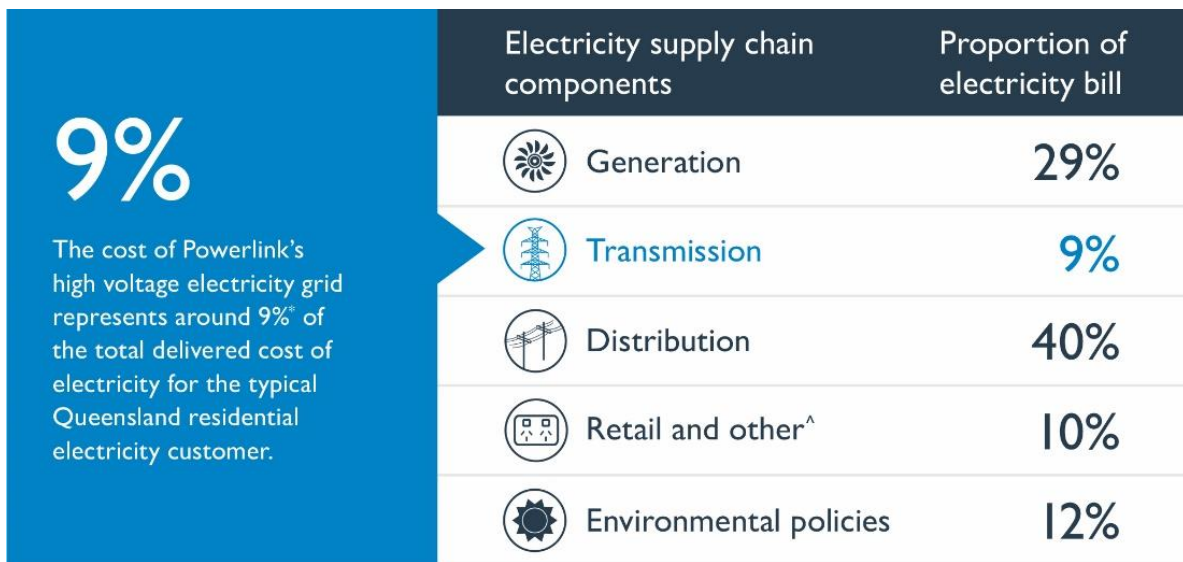 9%
The cost of Powerlink's
high voltage electricity grid
represents around 9%* of
the total delivered cost of
electricity for the typical
Queensland residential
electricity customer.
Electricity supply chain
components
Proportion of
electricity bill
Generation 29%
Transmission 9%
Distribution 40%
Retail and other^ 10%
Environmental policies 12%